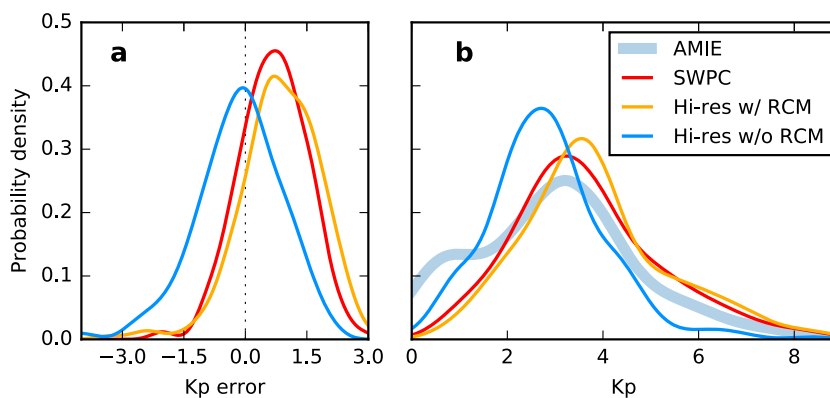 a
b
AMIE
SWPC
Hi-res w/ RCM
Hi-res w/o RCM
Probability density
0.5
0.4
0.3
0.2
0.1
0.0
−3.0 −1.5 0.0 1.5 3.0
0 2 4 6 8
Kp error
Kp